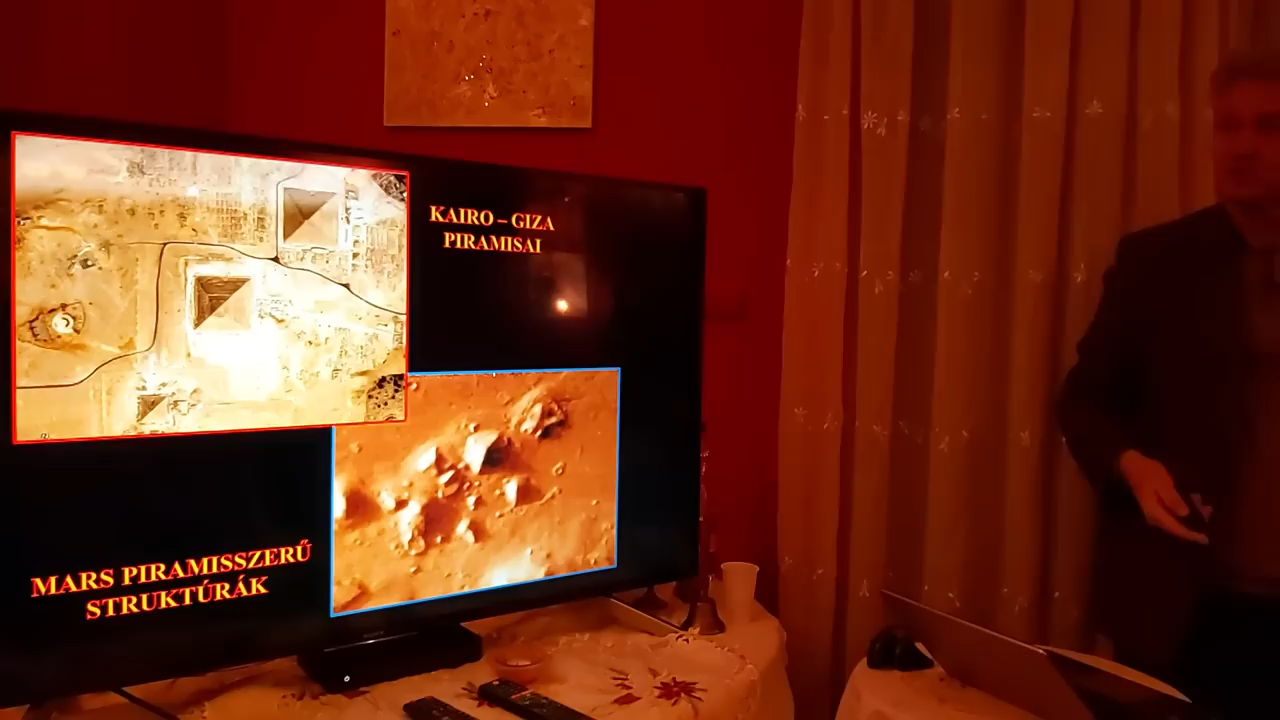 KAIRO – GIZA
PIRAMISAI
MARS PIRAMISSZERŰ
STRUKTÚRÁK